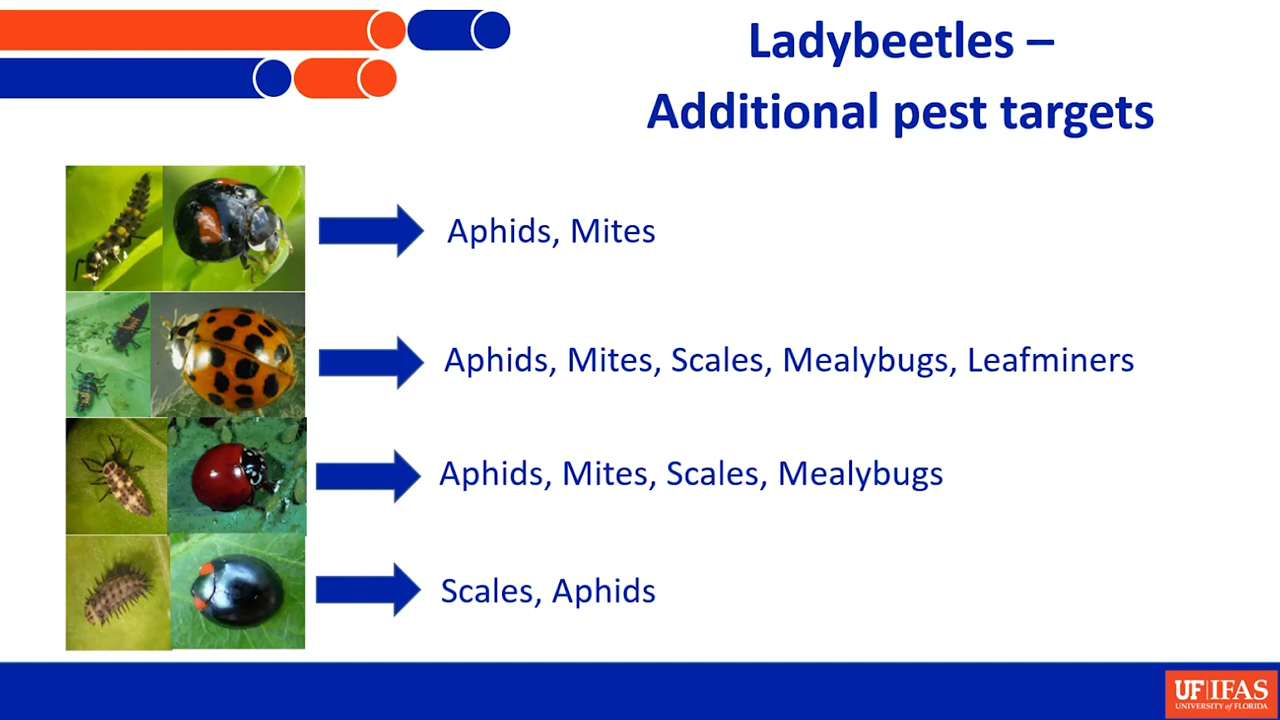 Ladybeetles –
Additional pest targets
Aphids, Mites
Aphids, Mites, Scales, Mealybugs, Leafminers
Aphids, Mites, Scales, Mealybugs
Scales, Aphids
UF|IFAS
UNIVERSITY of FLORIDA